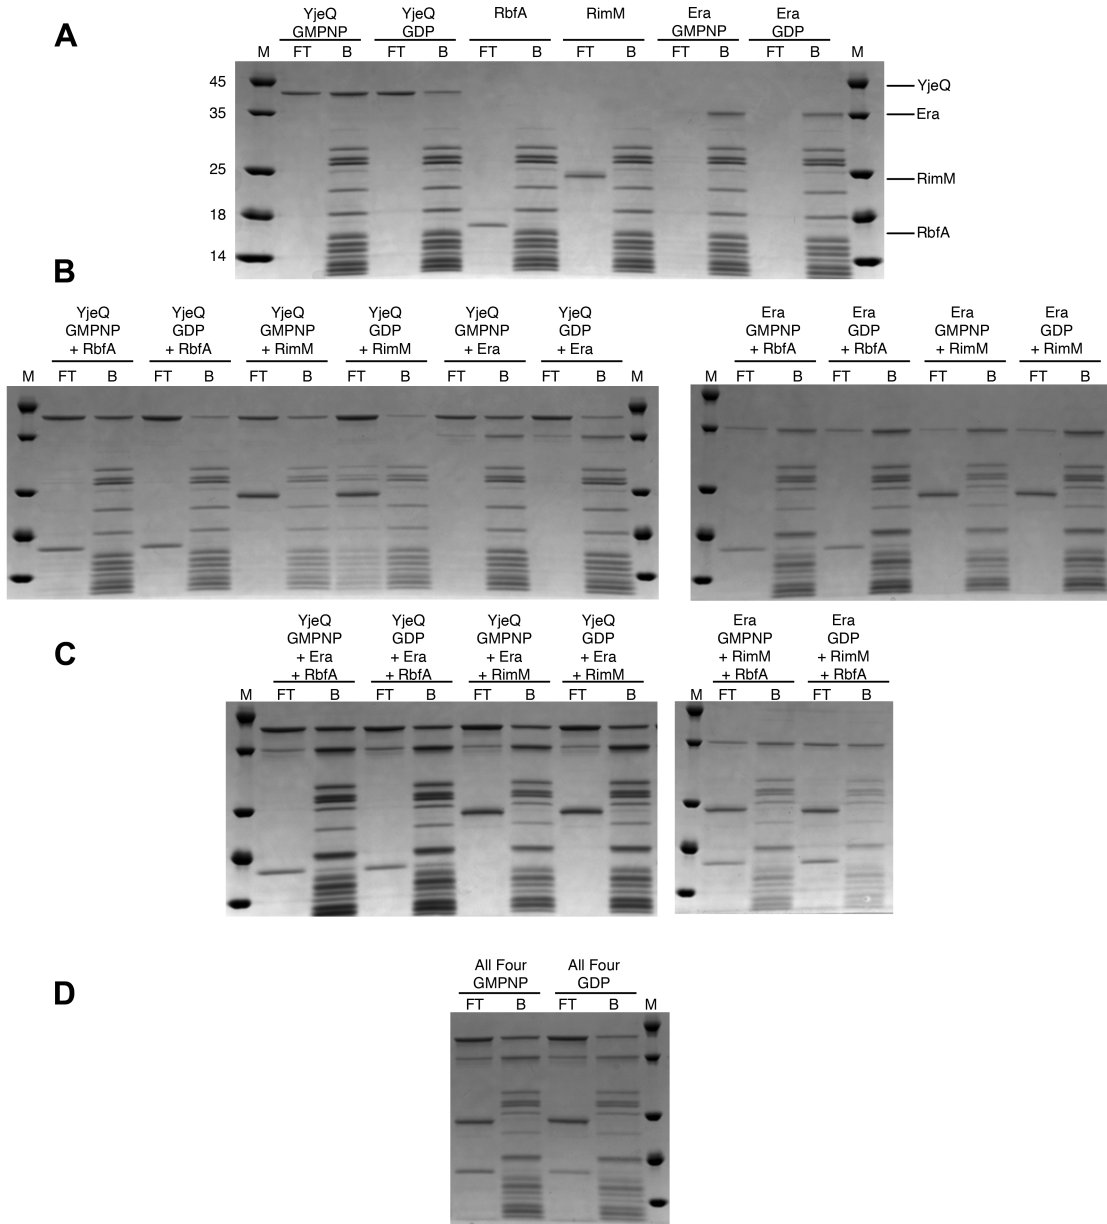 A
YjeQ YjeQ RbfA RimM Era Era
GMPNP GDP GMPNP GDP
M FT B FT B FT B FT B FT B FT B M
45
35
25
18
14
YjeQ
Era
RimM
RbfA
B
YjeQ YjeQ YjeQ YjeQ YjeQ YjeQ
GMPNP GDP GMPNP GDP GMPNP GDP
+ RbfA + RbfA + RimM + RimM + Era + Era
M FT B FT B FT B FT B FT B FT B M
Era Era Era Era
GMPNP GDP GMPNP GDP
+ RbfA + RbfA + RimM + RimM
M FT B FT B FT B FT B
C
YjeQ YjeQ YjeQ YjeQ
GMPNP GDP GMPNP GDP
+ Era + Era + Era + Era
+ RbfA + RbfA + RimM + RimM
M FT B FT B FT B FT B
Era Era
GMPNP GDP
+ RimM + RimM
+ RbfA + RbfA
M FT B FT B
D
All Four All Four
GMPNP GDP
FT B FT B M